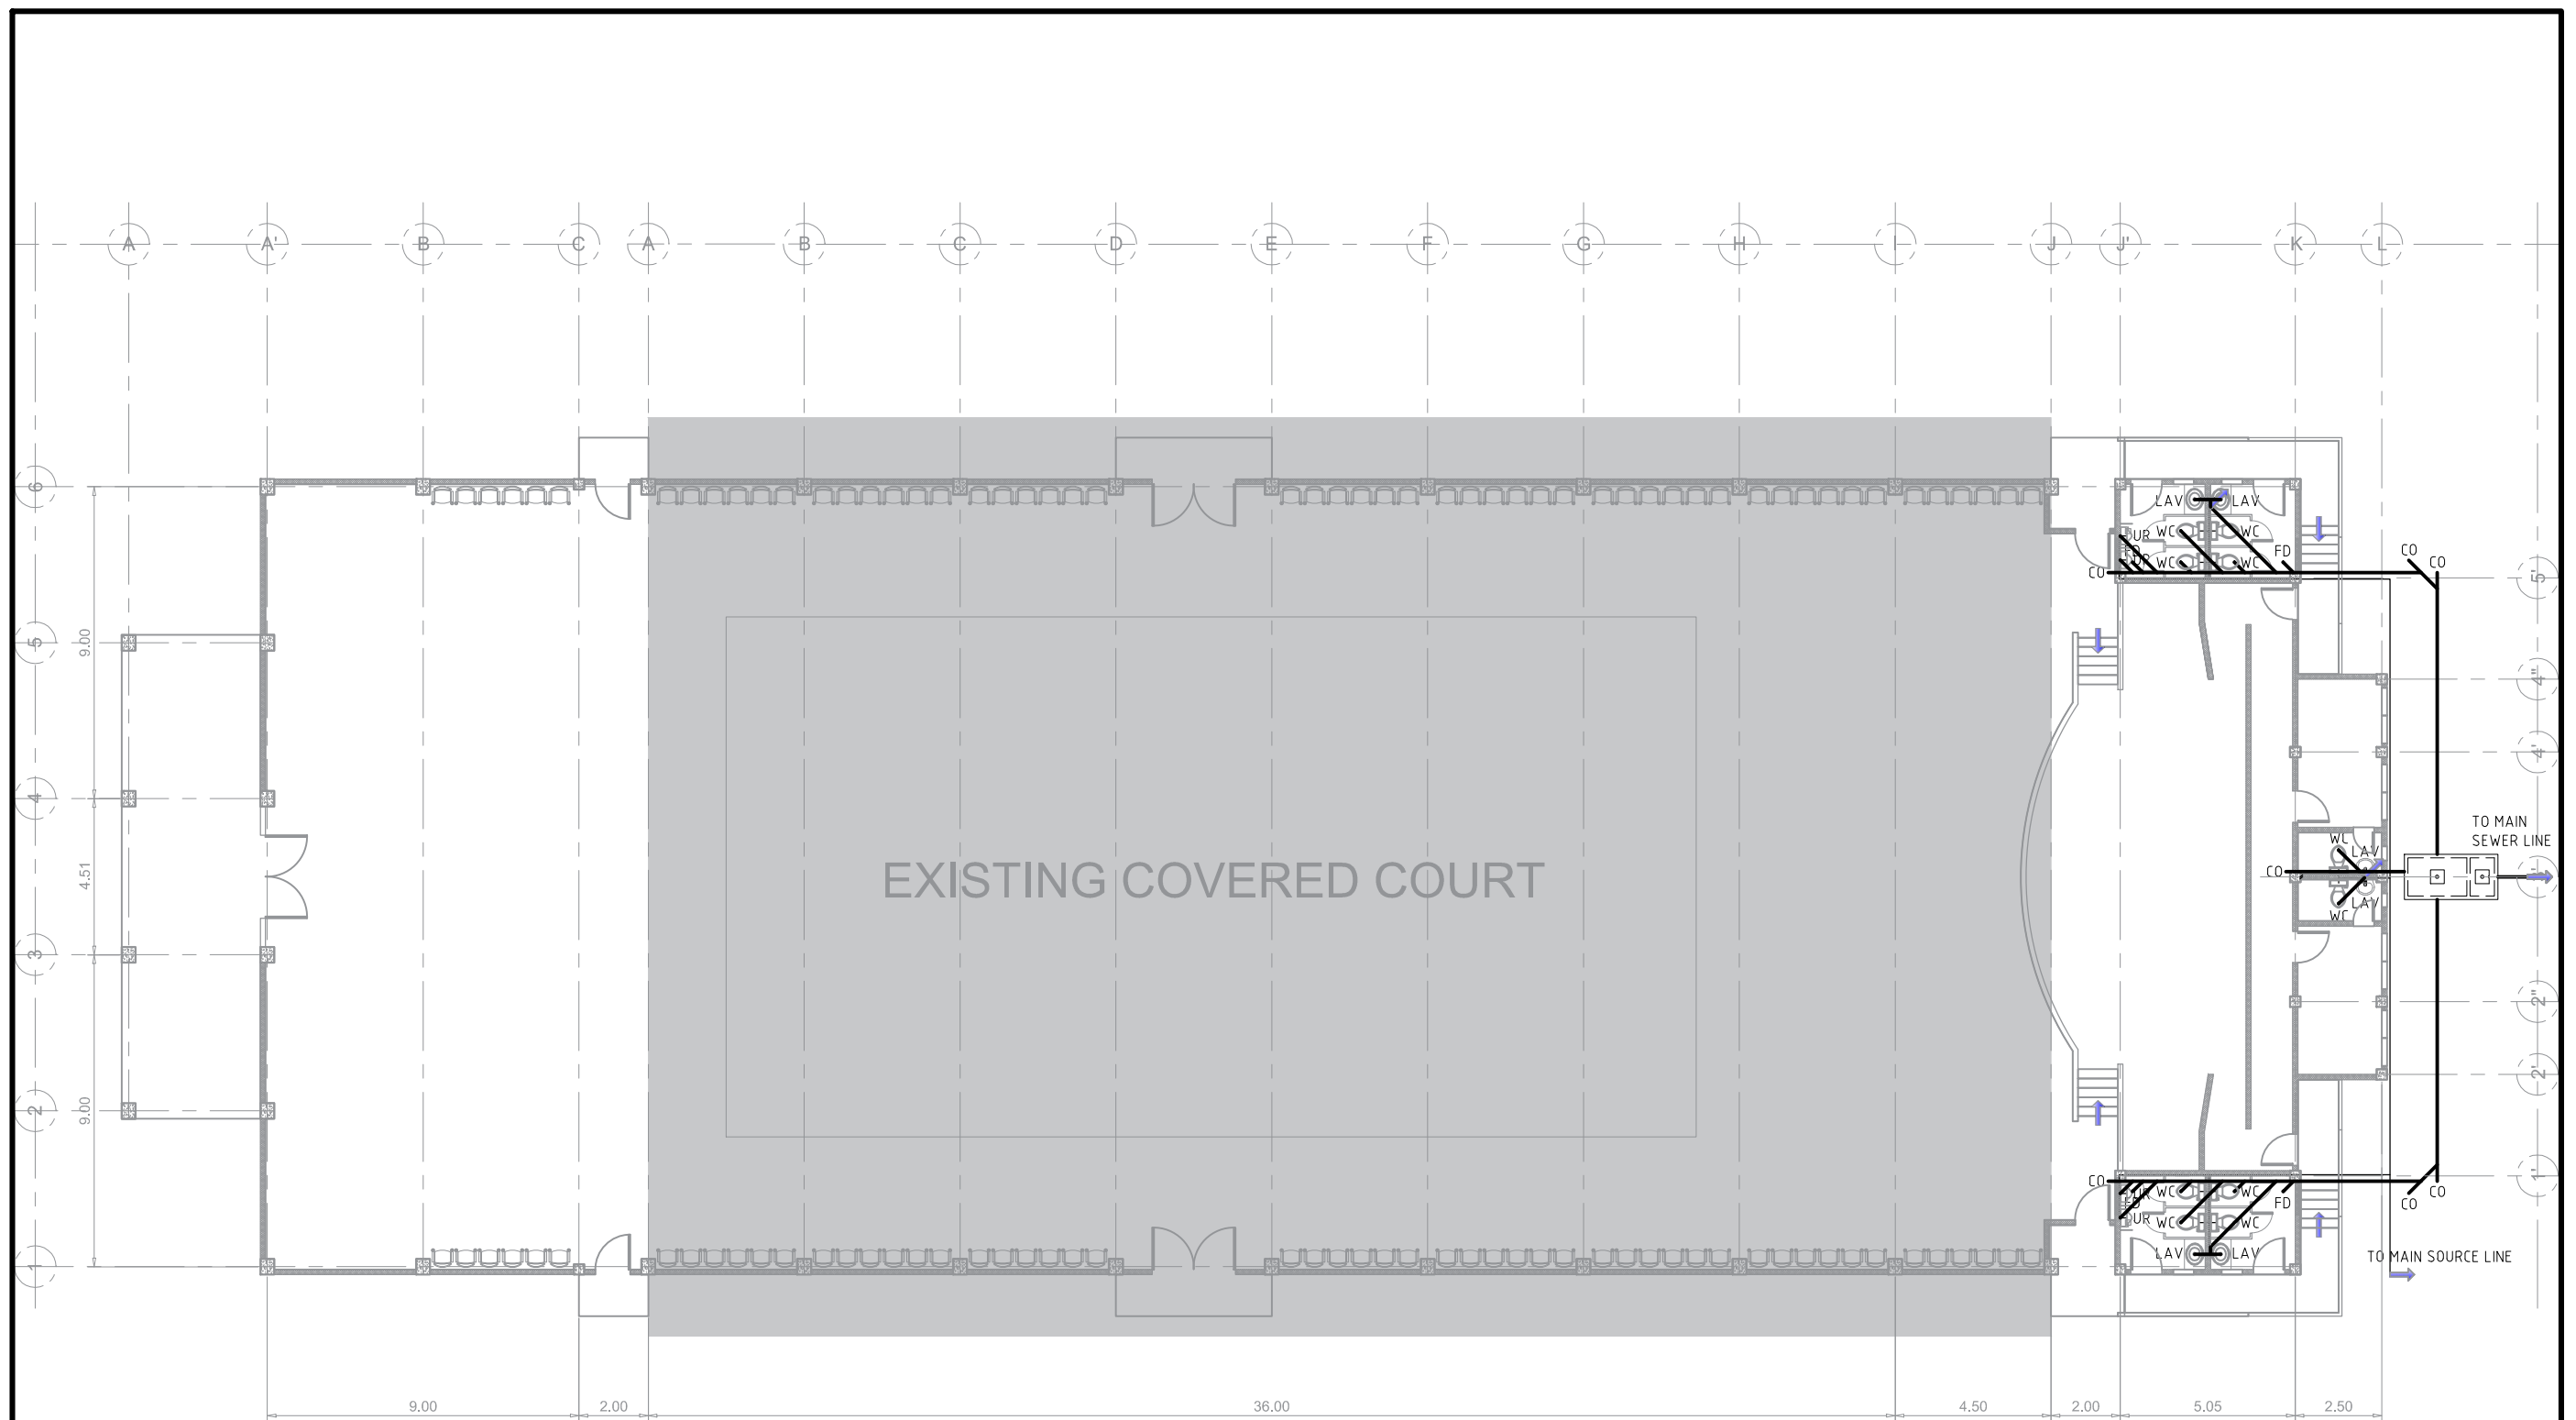 A A' B C A B C D E F G H I J J' K L
6
LAV LAV
WC WC
UR
FD
WC WC
FD
CO
CO
CO
5'
5
9.00
4"
4'
4
TO MAIN
SEWER LINE
WC
LAV
CO
4.51
EXISTING COVERED COURT
LAV
WC
3
2"
2'
2
9.00
1'
CO
UR
WC WC
FD
FD
CO
CO
UR
WC WC
LAV LAV
TO MAIN SOURCE LINE
1
9.00 2.00 36.00 4.50 2.00 5.05 2.50